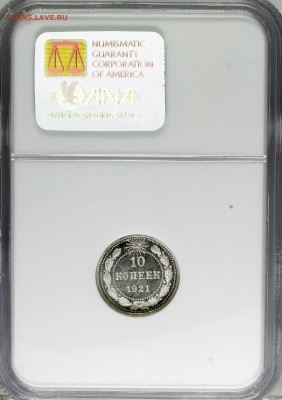 coins.lave.ru
NUMISMATIC
GUARANTY
CORPORATION
OF AMERICA
10
КОПЕЕК
1921